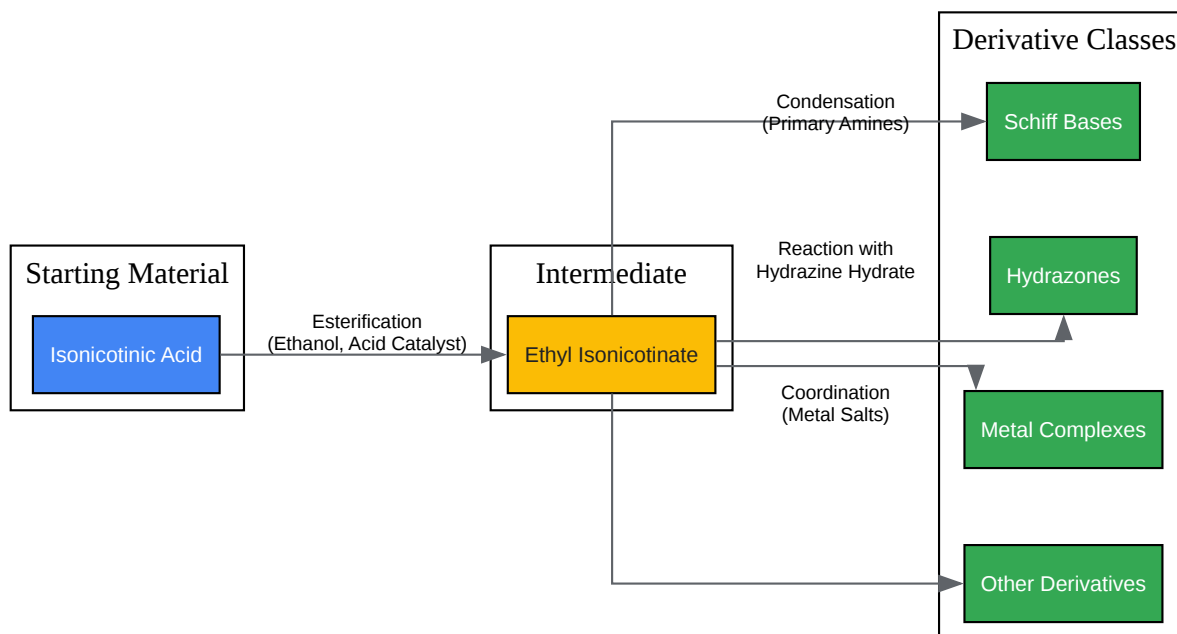 Derivative Classes
Condensation
(Primary Amines)
Schiff Bases
Reaction with
Hydrazine Hydrate
Hydrazones
Starting Material
Intermediate
Isonicotinic Acid
Esterification
(Ethanol, Acid Catalyst)
Ethyl Isonicotinate
Coordination
(Metal Salts)
Metal Complexes
Other Derivatives